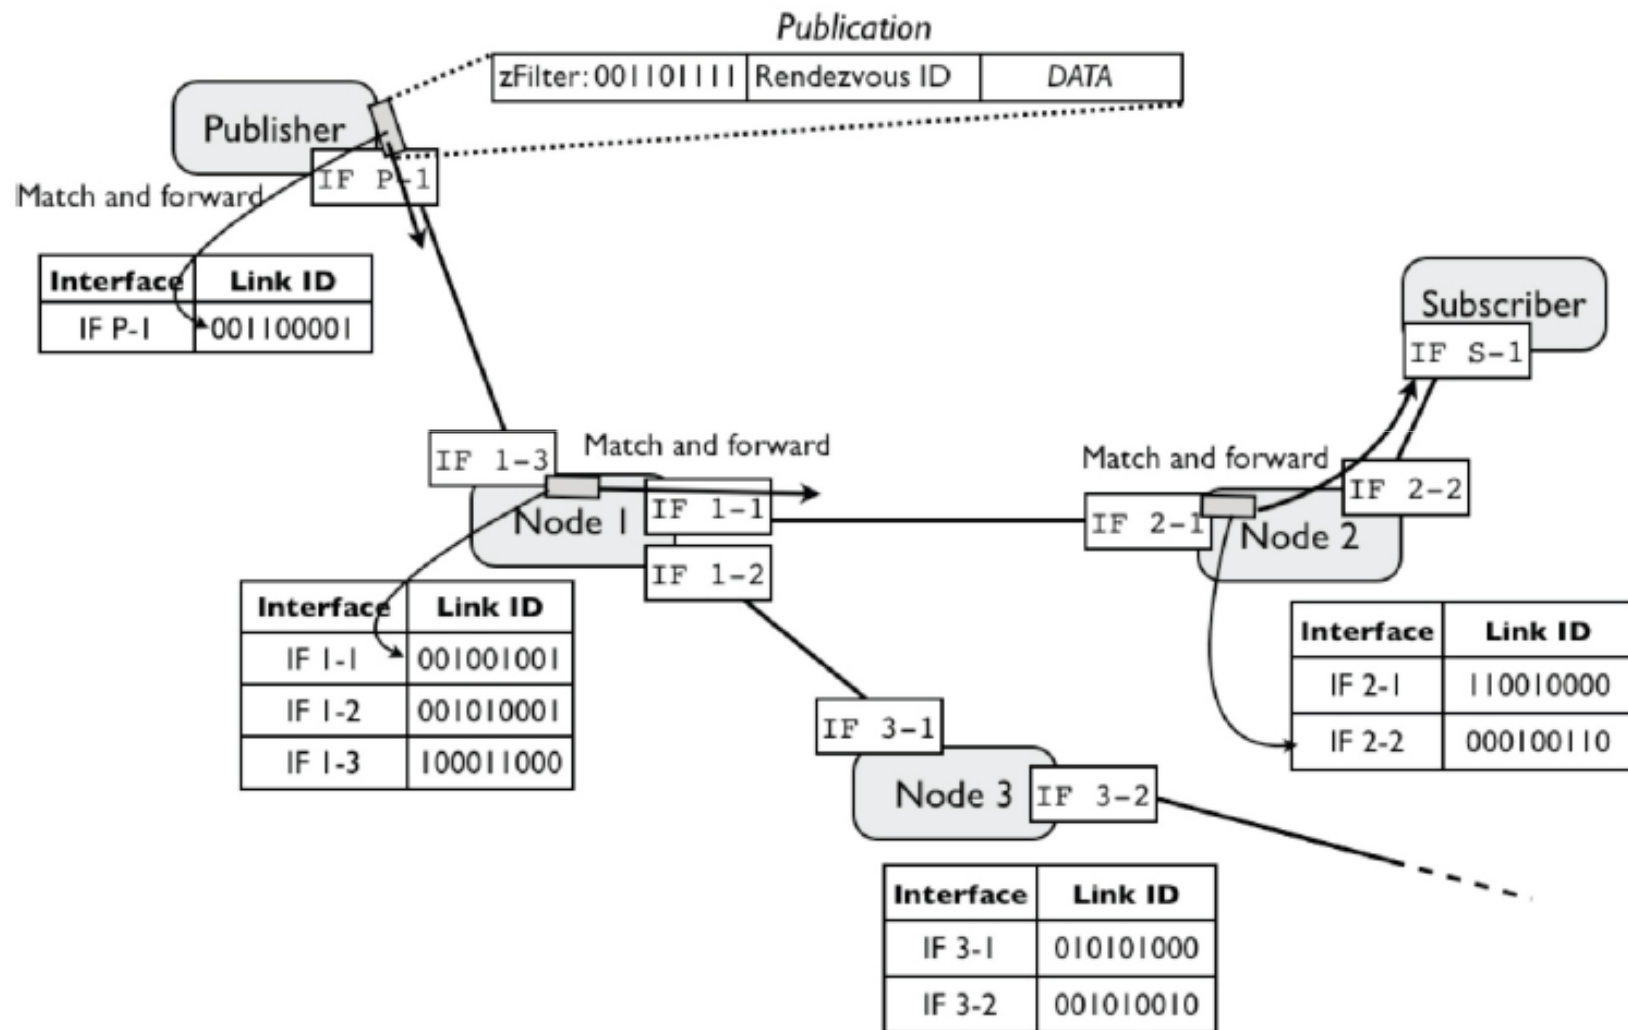 Publication
zFilter: 001101111 Rendezvous ID DATA
Publisher
IF P-1
Match and forward
Interface Link ID
IF P-1 001100001
Subscriber
IF S-1
IF 1-3
Match and forward
Node 1
IF 1-1
IF 1-2
Match and forward
IF 2-1
IF 2-2
Node 2
Interface Link ID
IF 1-1 001001001
IF 1-2 001010001
IF 1-3 100011000
Interface Link ID
IF 2-1 110010000
IF 2-2 000100110
IF 3-1
Node 3
IF 3-2
Interface Link ID
IF 3-1 010101000
IF 3-2 001010010